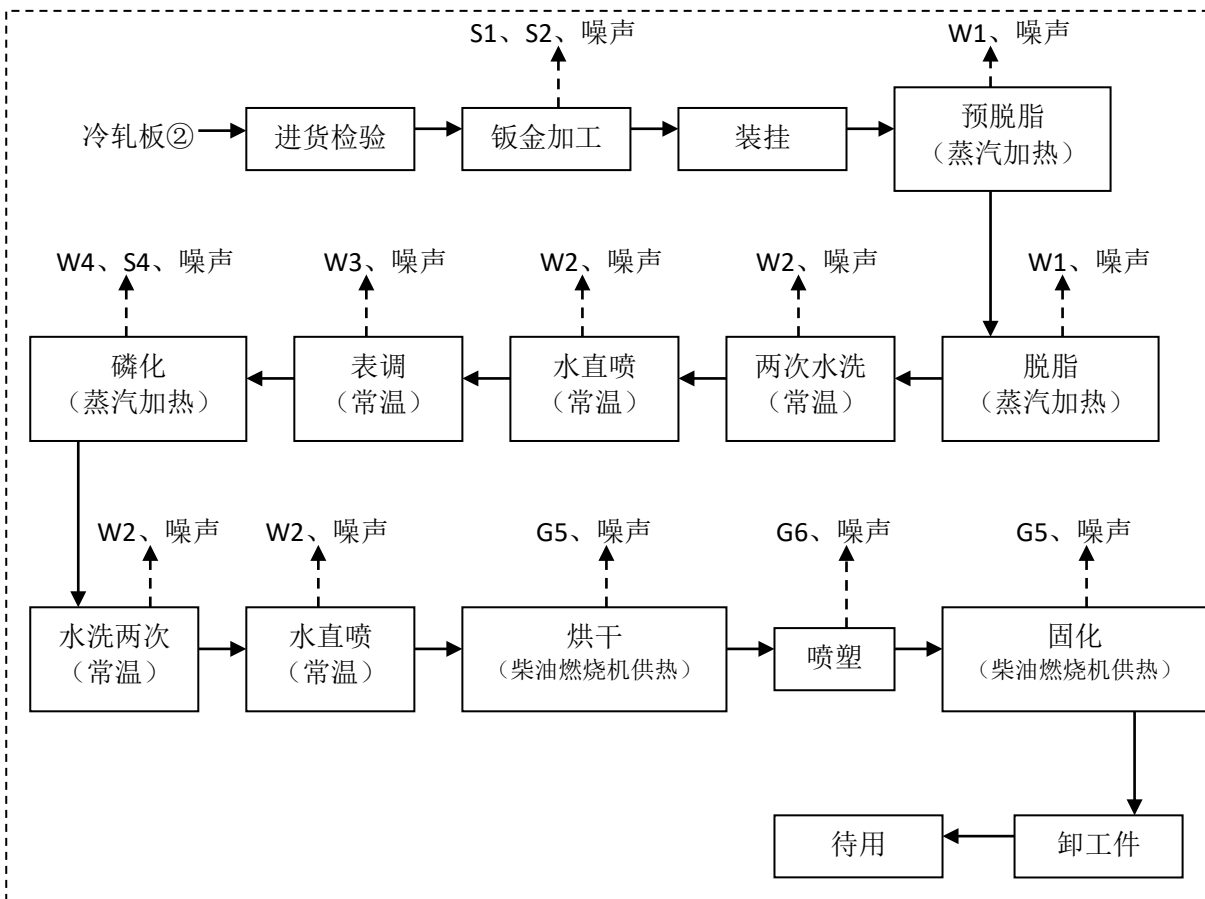 S1、S2、噪声
W1、噪声
冷轧板②
进货检验
钣金加工
装挂
预脱脂
（蒸汽加热）
W4、S4、噪声
W3、噪声
W2、噪声
W2、噪声
W1、噪声
磷化
（蒸汽加热）
表调
（常温）
水直喷
（常温）
两次水洗
（常温）
脱脂
（蒸汽加热）
W2、噪声
W2、噪声
G5、噪声
G6、噪声
G5、噪声
水洗两次
（常温）
水直喷
（常温）
烘干
（柴油燃烧机供热）
喷塑
固化
（柴油燃烧机供热）
待用
卸工件